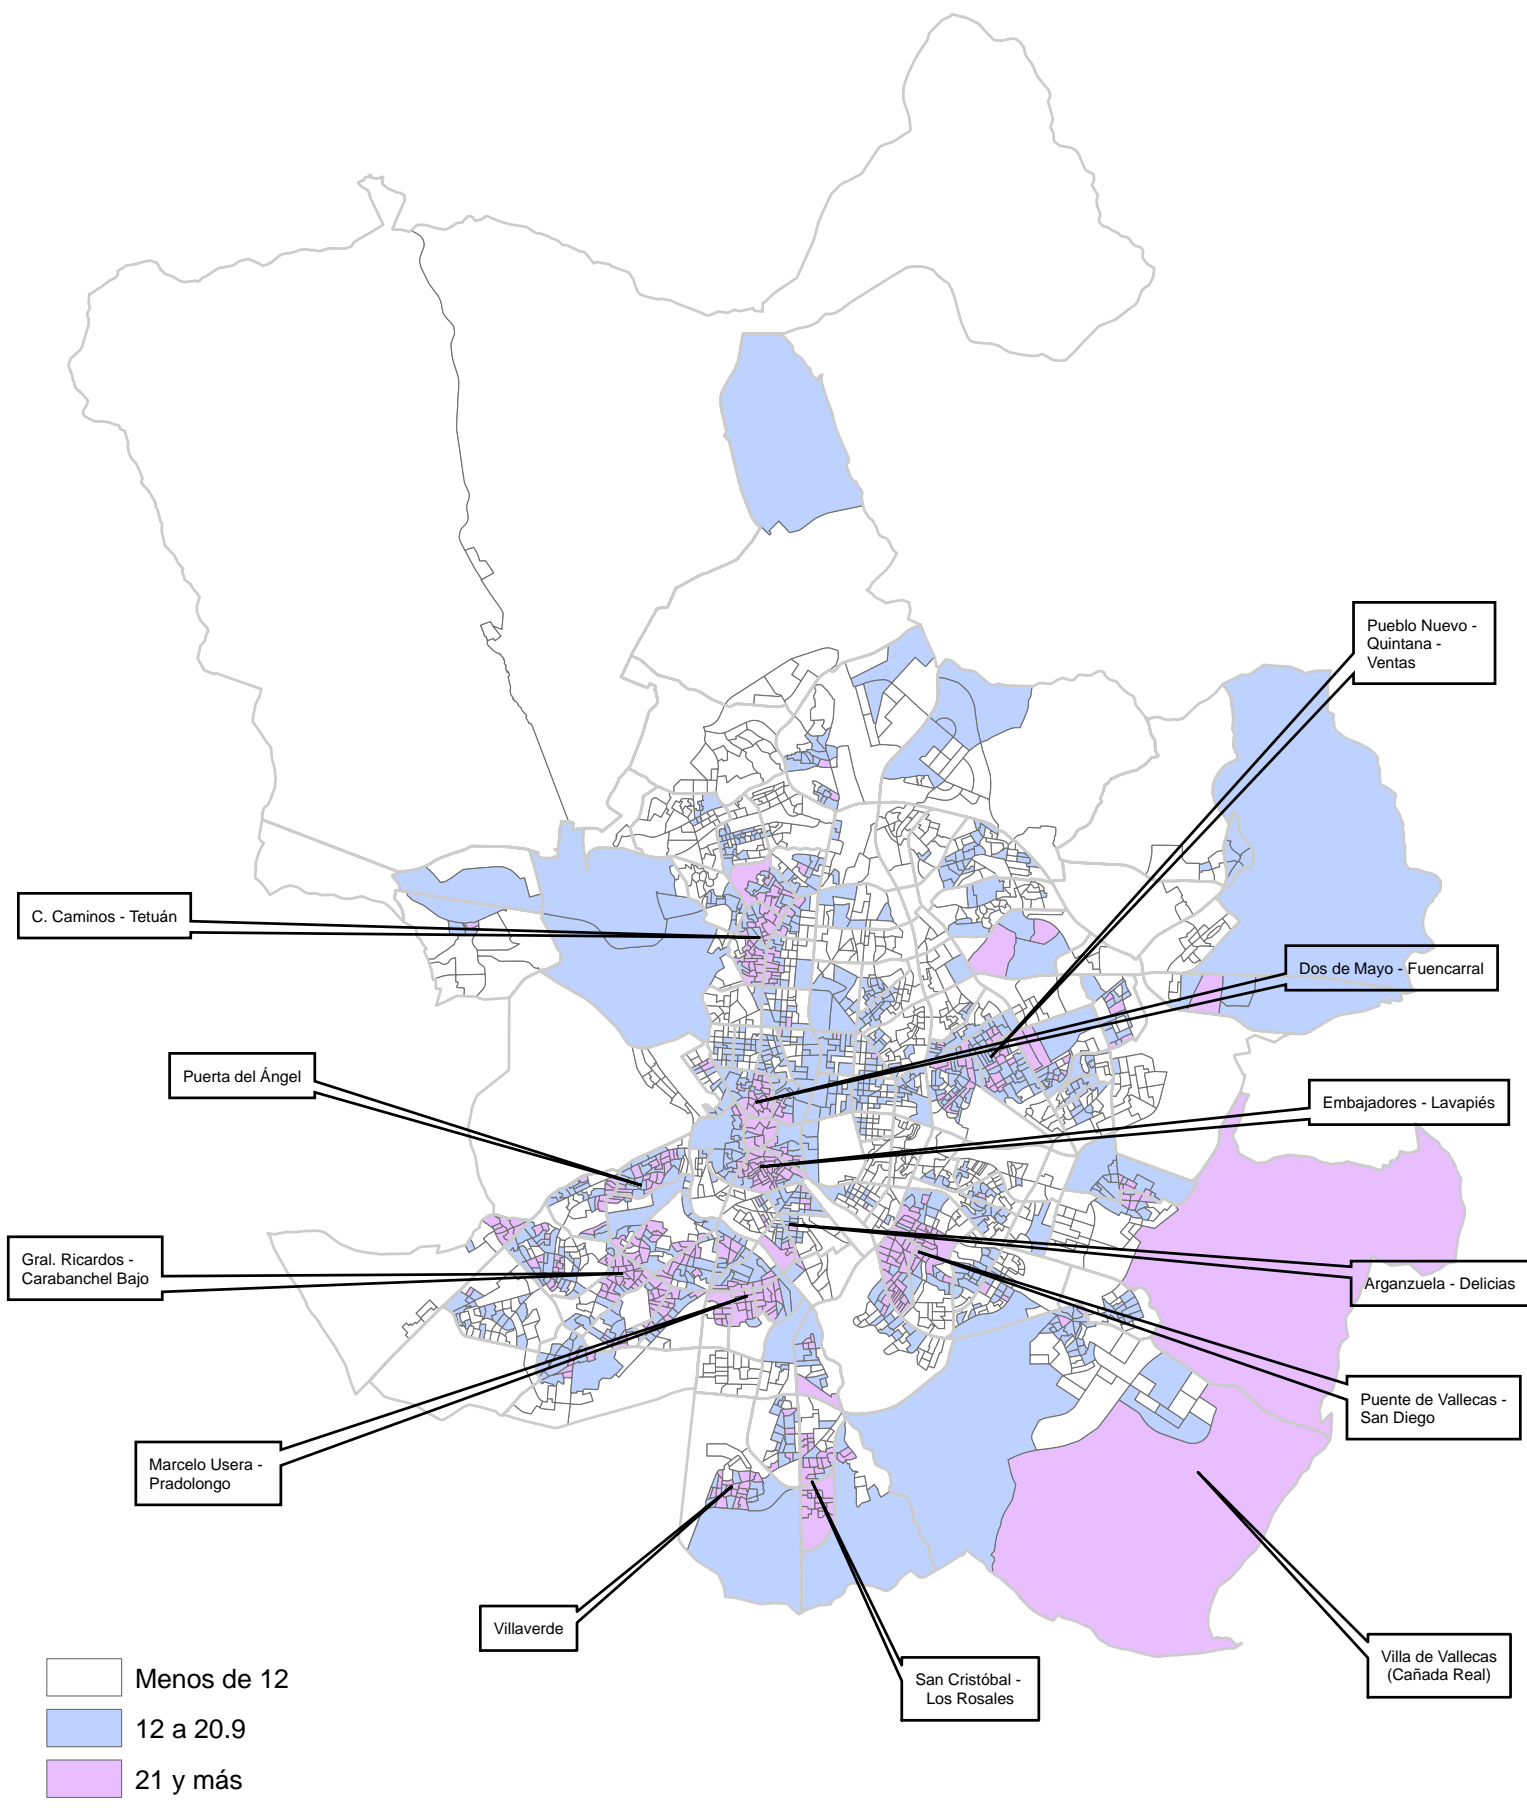 Pueblo Nuevo -
Quintana -
Ventas
C. Caminos - Tetuán
Dos de Mayo - Fuencarral
Puerta del Ángel
Embajadores - Lavapiés
Gral. Ricardos -
Carabanchel Bajo
Arganzuela - Delicias
Puente de Vallecas -
San Diego
Marcelo Usera -
Pradolongo
Villaverde
San Cristóbal -
Los Rosales
Villa de Vallecas
(Cañada Real)
Menos de 12
12 a 20.9
21 y más